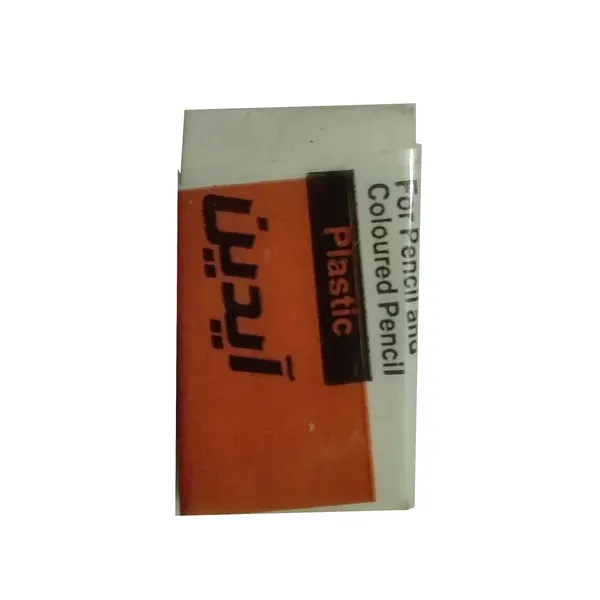 For Pencil and
Coloured Pencil
Plastic
آیدین